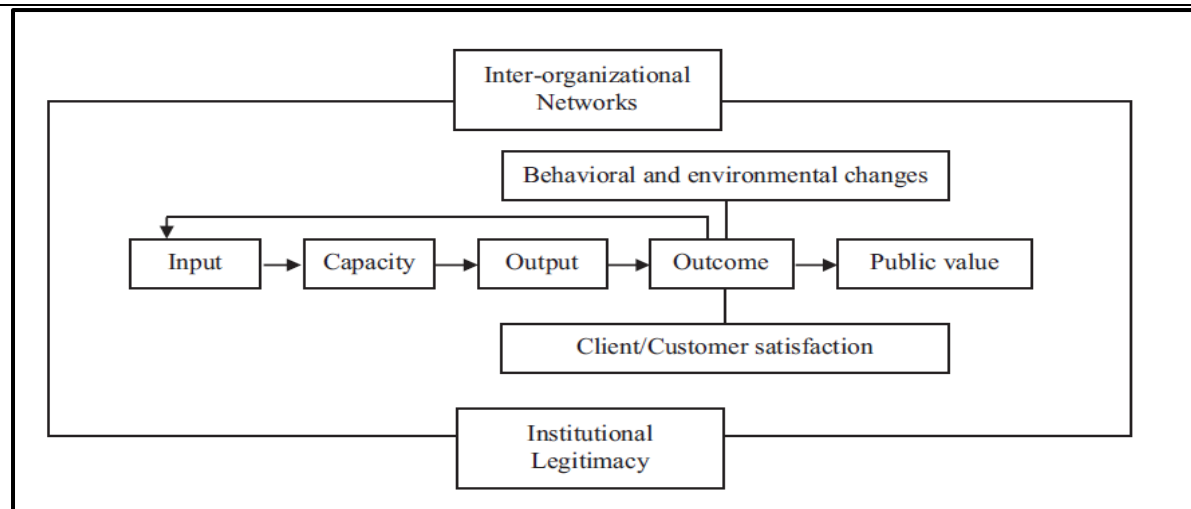 Inter-organizational
Networks
Behavioral and environmental changes
Input
Capacity
Output
Outcome
Public value
Client/Customer satisfaction
Institutional
Legitimacy